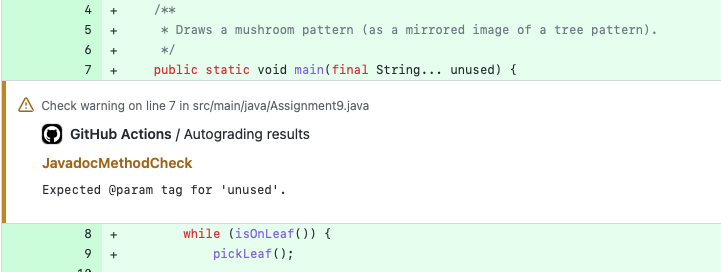 4 + /**
5 + * Draws a mushroom pattern (as a mirrored image of a tree pattern).
6 + */
7 + public static void main(final String... unused) {
Check warning on line 7 in src/main/java/Assignment9.java
GitHub Actions / Autograding results
JavadocMethodCheck
Expected @param tag for 'unused'.
8 + while (isOnLeaf()) {
9 + pickLeaf();
10